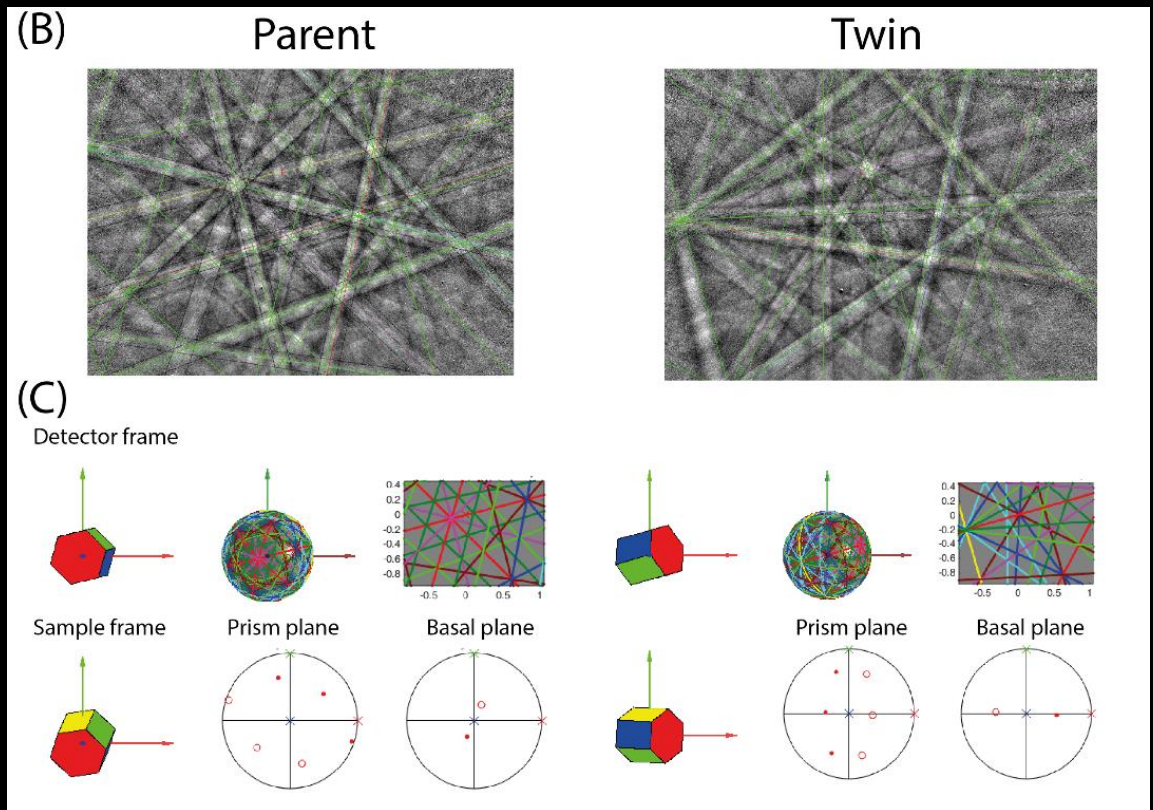 (B)
Parent Twin
(C)
Detector frame
0.4
0.2
0
-0.2
-0.4
-0.6
-0.8
-0.5 0 0.5 1
0.4
0.2
0
-0.2
-0.4
-0.6
-0.8
-0.5 0 0.5 1
Sample frame Prism plane Basal plane Prism plane Basal plane